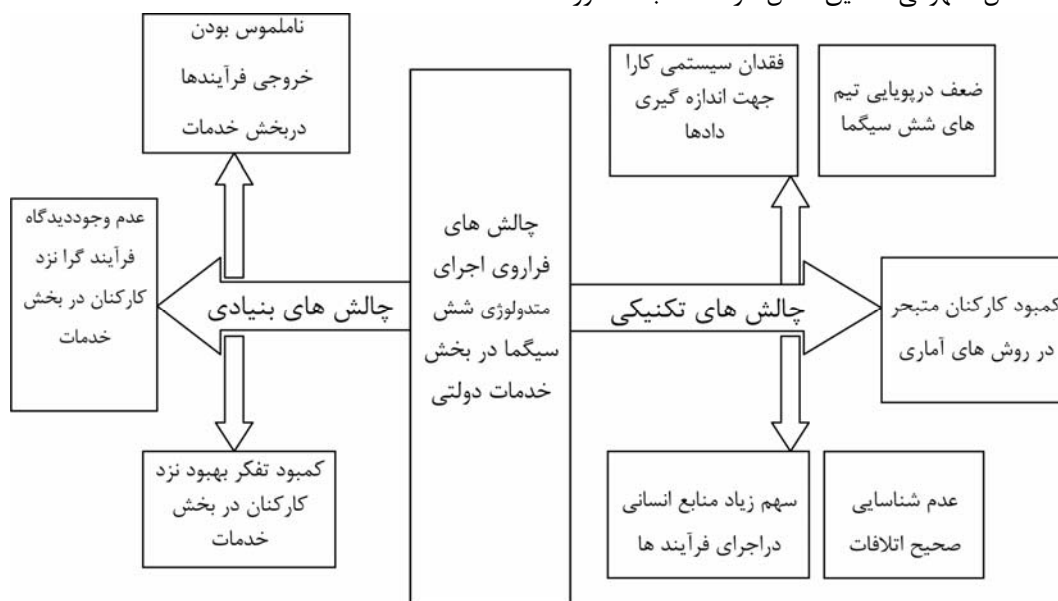 ناملموس بودن
خروجی فرآیندها
دربخش خدمات
فقدان سیستمی کارا
جهت اندازه گیری
دادها
ضعف درپویایی تیم
های شش سیگما
عدم وجوددیدگاه
فرآیند گرا نزد
کارکنان در بخش
خدمات
چالش های بنیادی
چالش های
فراروی اجرای
متدولوژی شش
سیگما در بخش
خدمات دولتی
چالش های تکنیکی
کمبود کارکنان متبحر
در روش های آماری
کمبود تفکر بهبود نزد
کارکنان در بخش
خدمات
سهم زیاد منابع انسانی
دراجرای فرآیند ها
عدم شناسایی
صحیح اتلافات